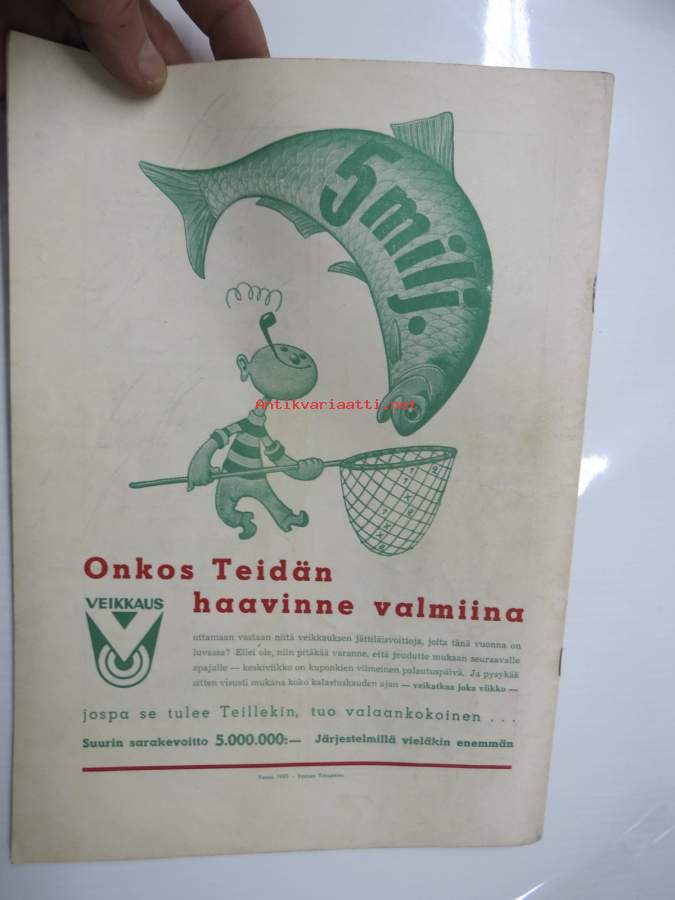 5 milj.
Antikvariaatti.net
Onkos Teidän
haavinne valmiina
VEIKKAUS
ottamaan vastaan niitä veikkauksen jättiläisvoittoja, joita tänä vuonna on
luvassa? Ellei ole, niin pitäkää varanne, että joudutte mukaan seuraavalle
apajalle — keskiviikko on kuponkien viimeinen palautuspäivä. Ja pysykää
sitten visusti mukana koko kalastuskauden ajan — veikatkaa joka viikko —
jospa se tulee Teillekin, tuo valaankokoinen . . .
Suurin sarakevoitto 5.000.000:— Järjestelmillä vieläkin enemmän